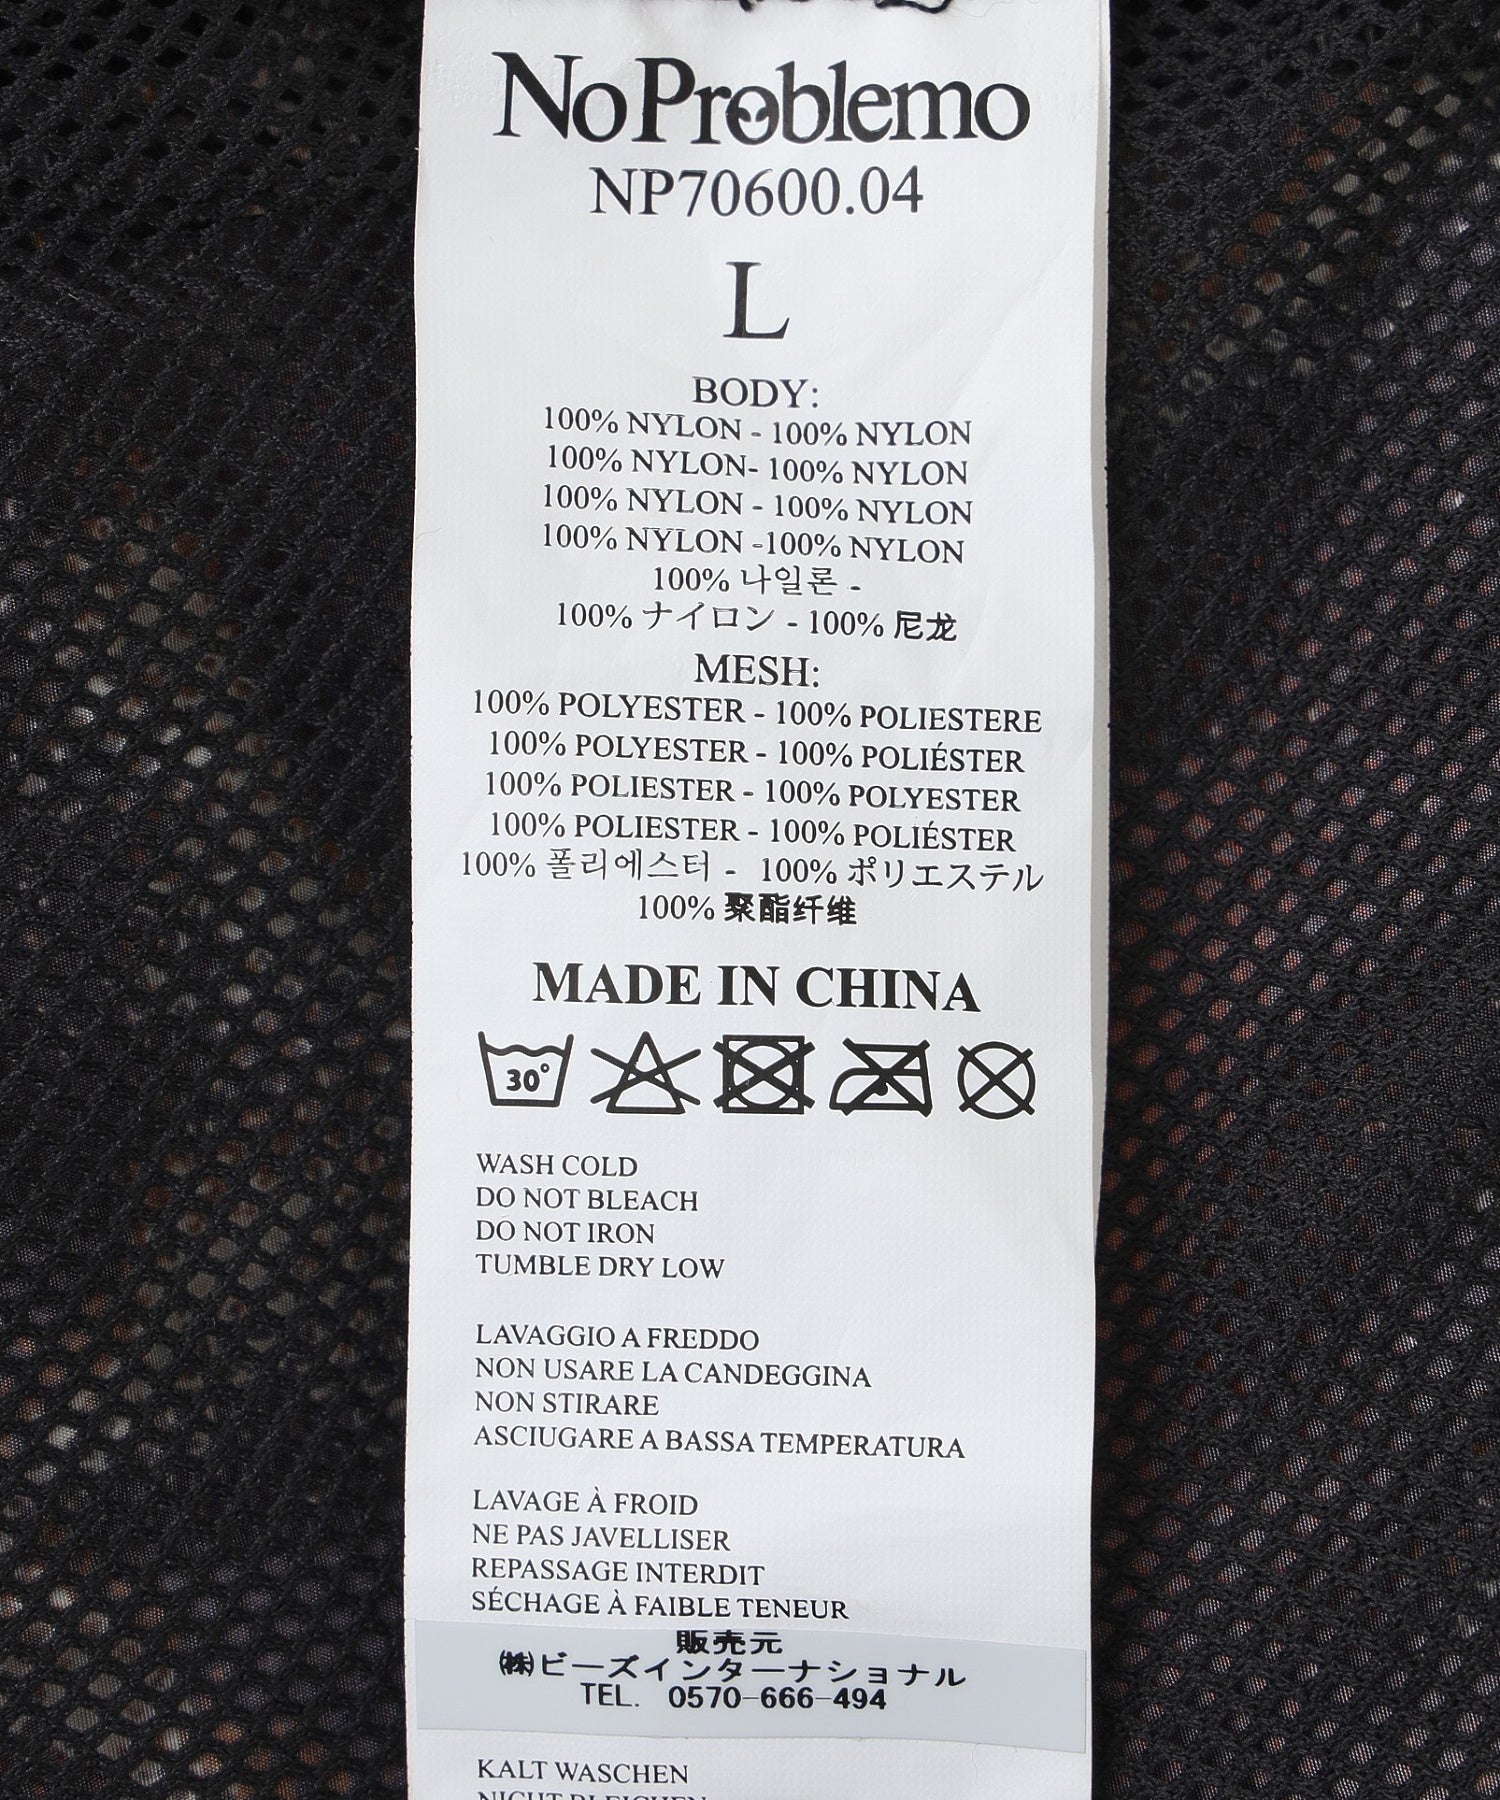 No Problemo
NP70600.04
L
BODY:
100% NYLON - 100% NYLON
100% NYLON- 100% NYLON
100% NYLON - 100% NYLON
100% NYLON -100% NYLON
100% 나일론 -
100% ナイロン - 100% 尼龙
MESH:
100% POLYESTER - 100% POLIESTERE
100% POLYESTER - 100% POLIÉSTER
100% POLIESTER - 100% POLYESTER
100% POLIESTER - 100% POLIÉSTER
100% 폴리에스터 - 100% ポリエステル
100% 聚酯纤维
MADE IN CHINA
30°
WASH COLD
DO NOT BLEACH
DO NOT IRON
TUMBLE DRY LOW
LAVAGGIO A FREDDO
NON USARE LA CANDEGGINA
NON STIRARE
ASCIUGARE A BASSA TEMPERATURA
LAVAGE À FROID
NE PAS JAVELLISER
REPASSAGE INTERDIT
SÉCHAGE À FAIBLE TENEUR
販売元
㈱ビーズインターナショナル
TEL. 0570-666-494
KALT WASCHEN
NICHT BLEICHEN